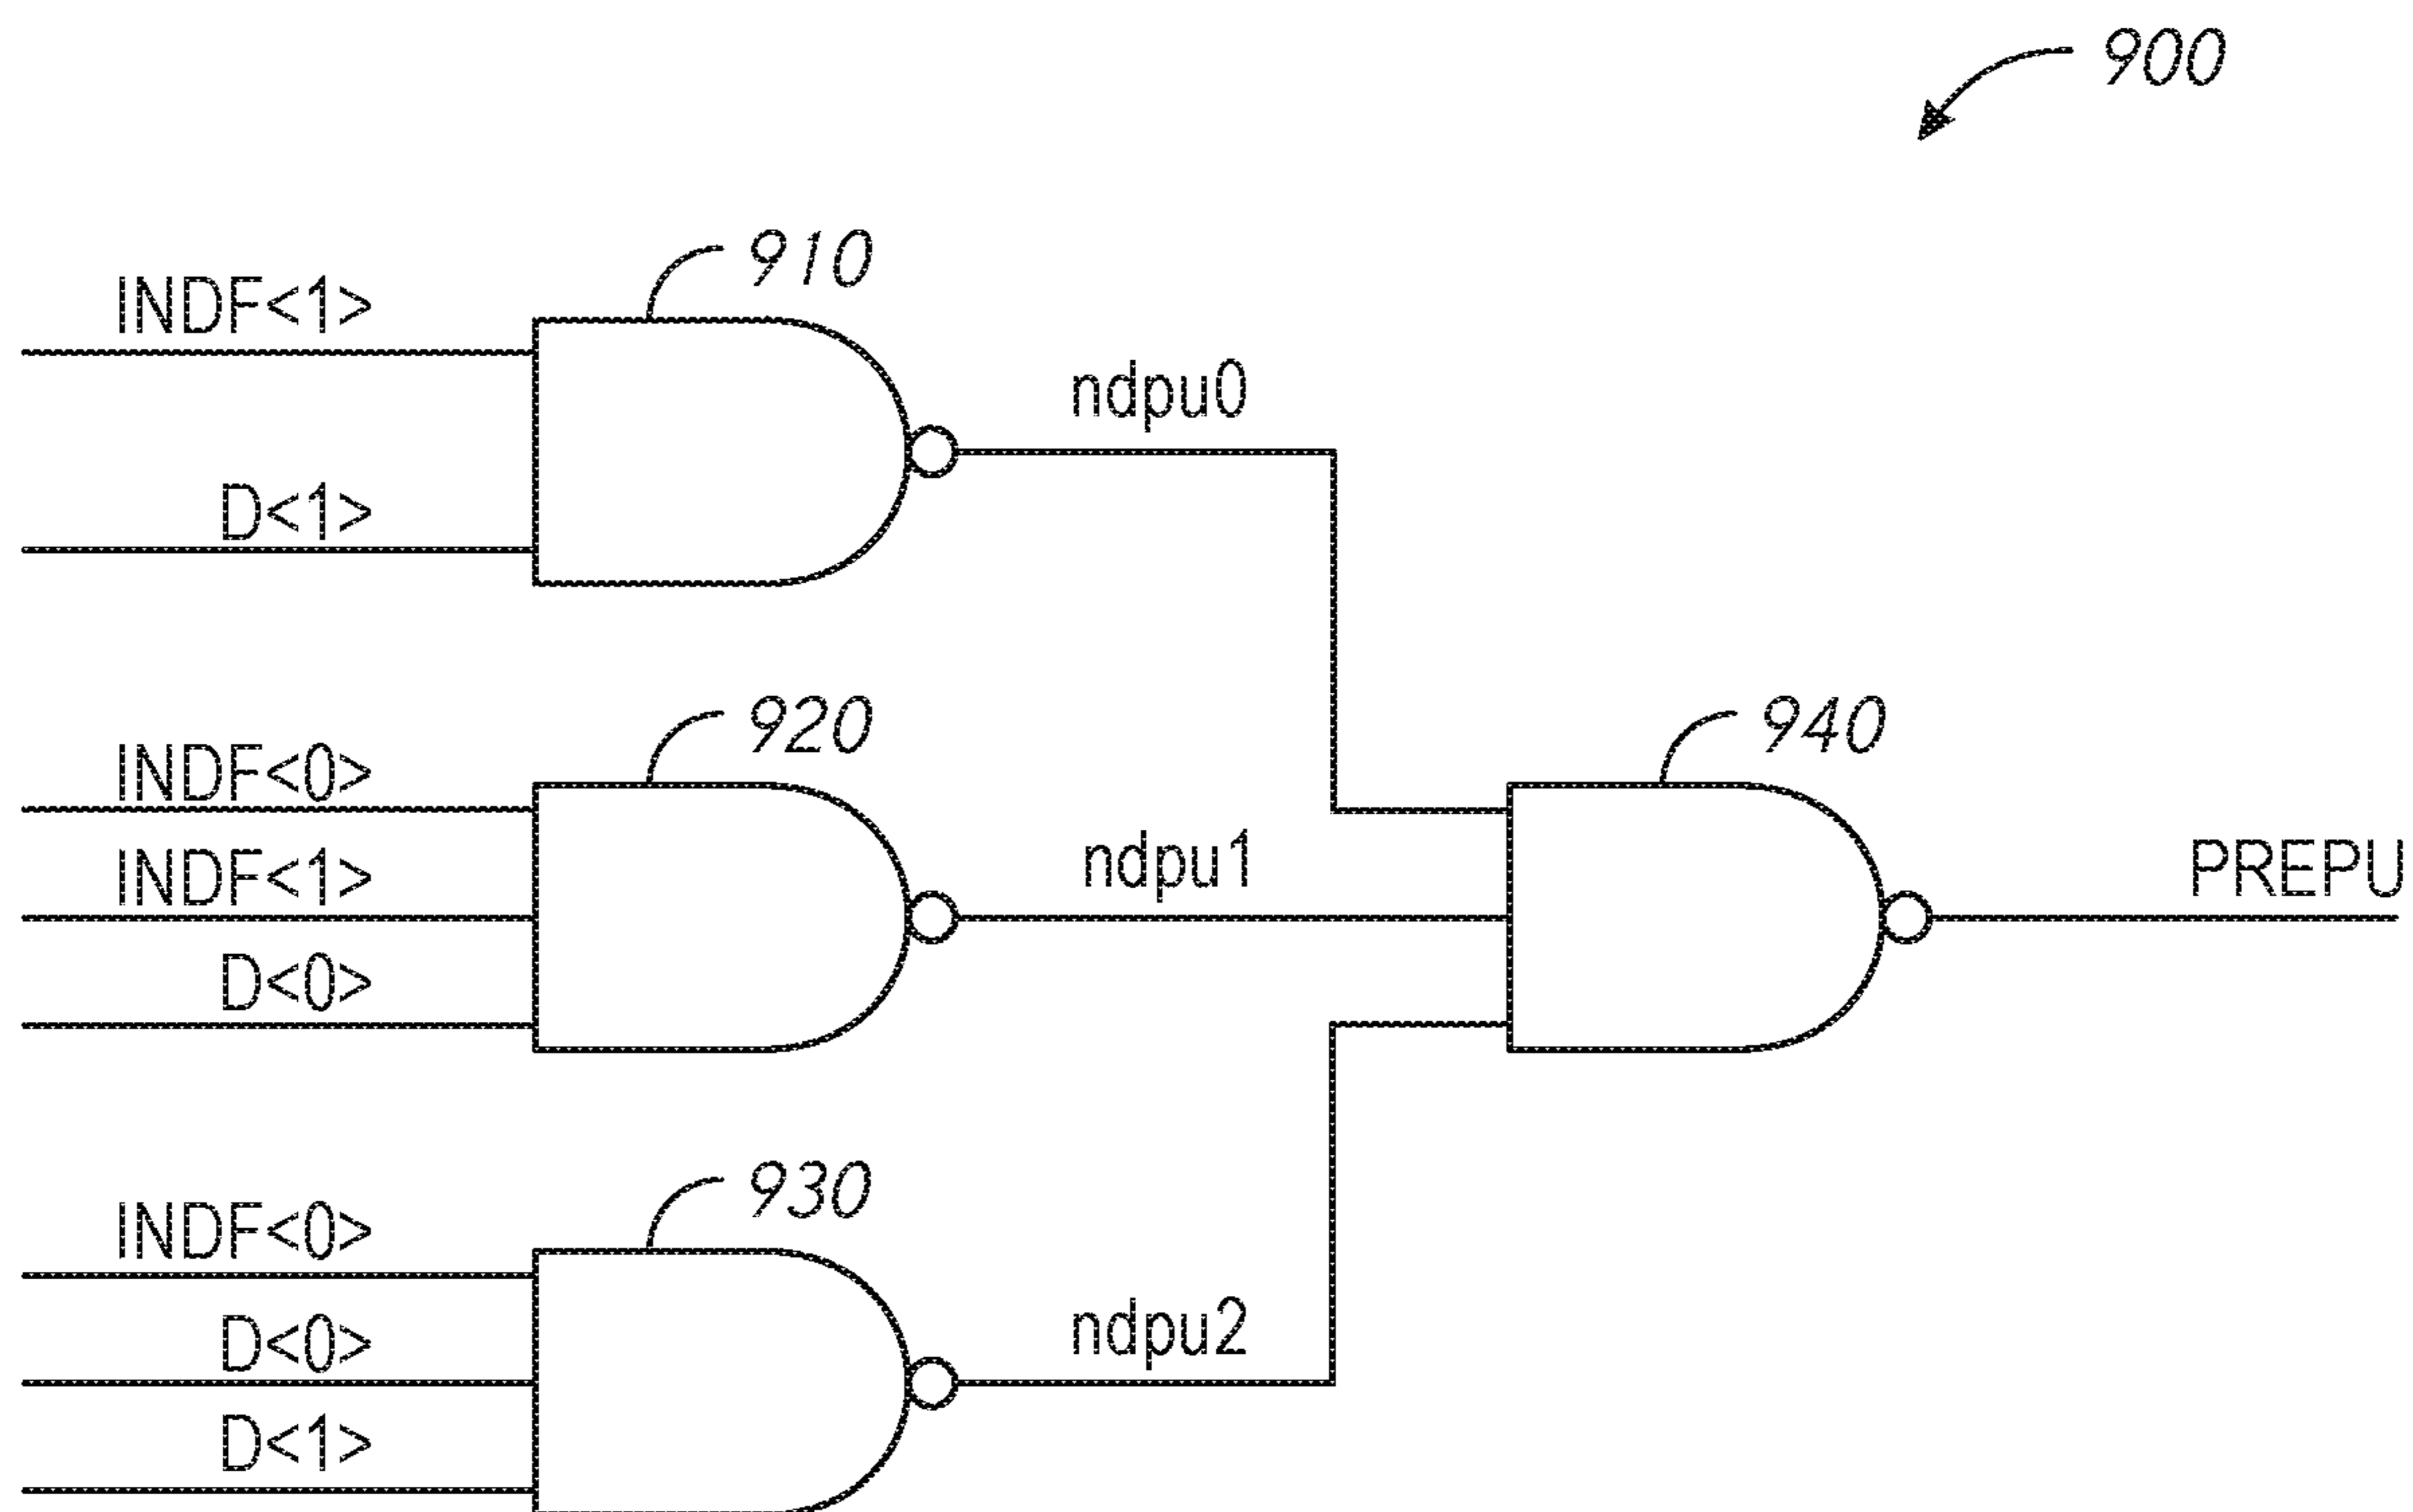 900
910
INDF<1>
ndpu0
D<1>
920
940
INDF<0>
INDF<1>
ndpu1
PREPU
D<0>
930
INDF<0>
D<0>
ndpu2
D<1>